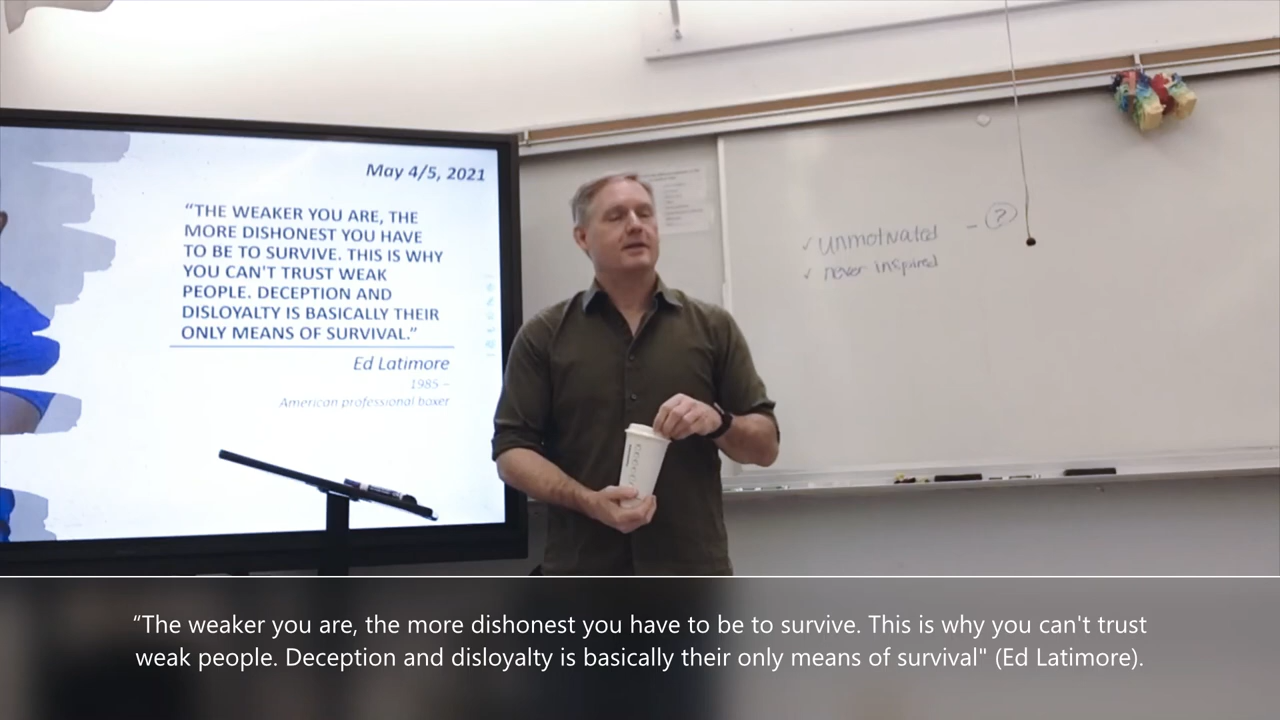 May 4/5, 2021
“THE WEAKER YOU ARE, THE
MORE DISHONEST YOU HAVE
TO BE TO SURVIVE. THIS IS WHY
YOU CAN'T TRUST WEAK
PEOPLE. DECEPTION AND
DISLOYALTY IS BASICALLY THEIR
ONLY MEANS OF SURVIVAL.”
Ed Latimore
1985 –
American professional boxer
✓ unmotivated – ?
✓ never inspired
“The weaker you are, the more dishonest you have to be to survive. This is why you can't trust
weak people. Deception and disloyalty is basically their only means of survival" (Ed Latimore).